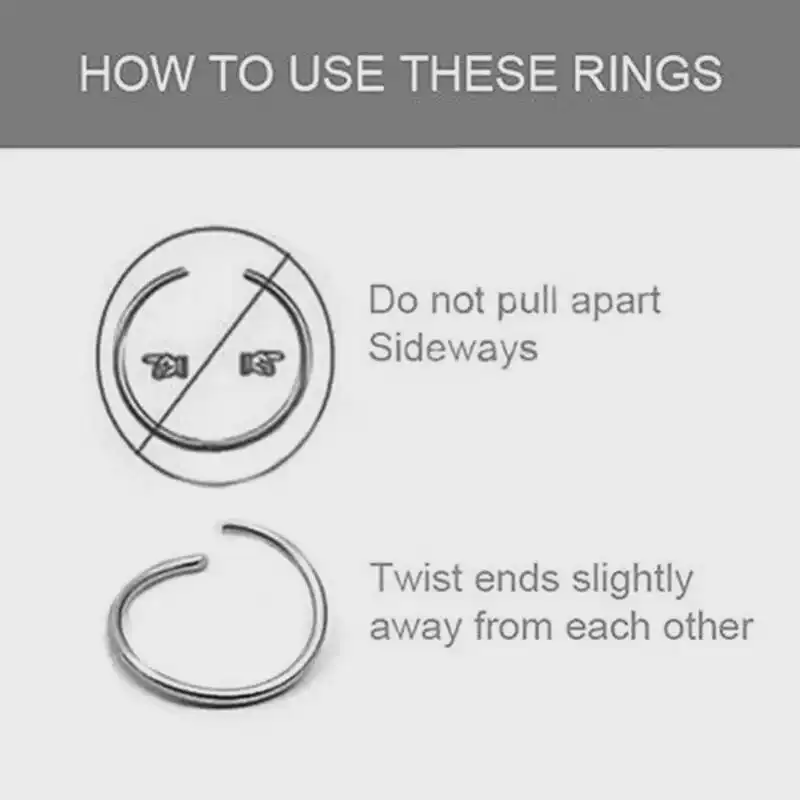 HOW TO USE THESE RINGS
Do not pull apart
Sideways
Twist ends slightly
away from each other